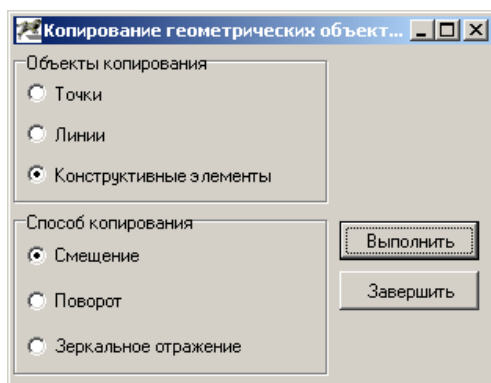 Копирование геометрических объект...
Объекты копирования
Точки
Линии
Конструктивные элементы
Способ копирования
Смещение
Поворот
Зеркальное отражение
Выполнить
Завершить